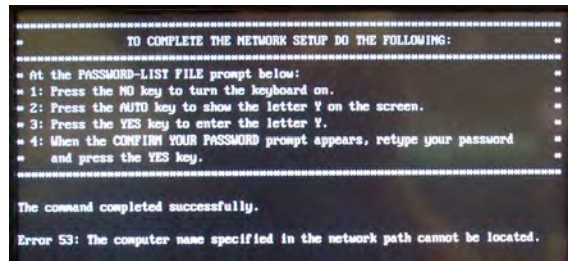 ****************************************************************
* TO COMPLETE THE NETWORK SETUP DO THE FOLLOWING: *
****************************************************************
* At the PASSWORD-LIST FILE prompt below: *
* 1: Press the NO key to turn the keyboard on. *
* 2: Press the AUTO key to show the letter Y on the screen. *
* 3: Press the YES key to enter the letter Y. *
* 4: When the CONFIRM YOUR PASSWORD prompt appears, retype your password *
* and press the YES key. *
****************************************************************
The command completed successfully.
Error 53: The computer name specified in the network path cannot be located.